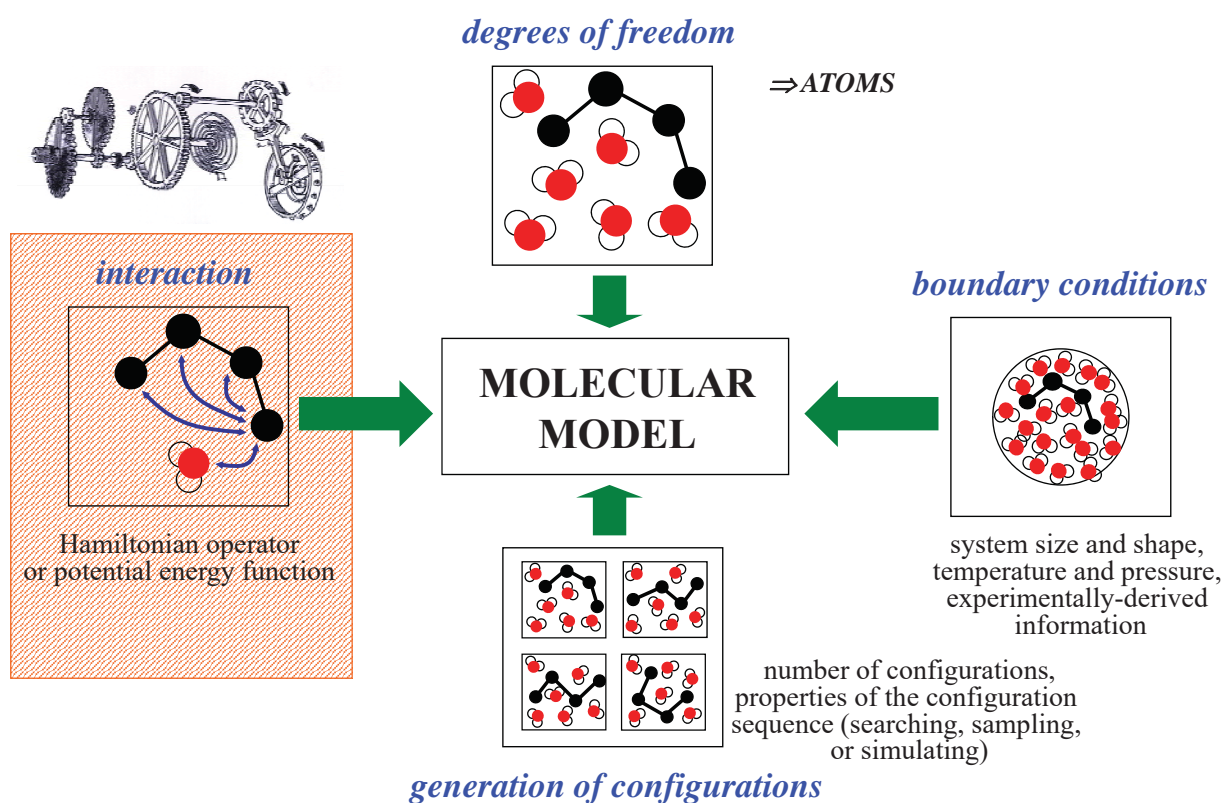 degrees of freedom
⇒ATOMS
interaction
boundary conditions
MOLECULAR
MODEL
Hamiltonian operator
or potential energy function
system size and shape,
temperature and pressure,
experimentally-derived
information
number of configurations,
properties of the configuration
sequence (searching, sampling,
or simulating)
generation of configurations